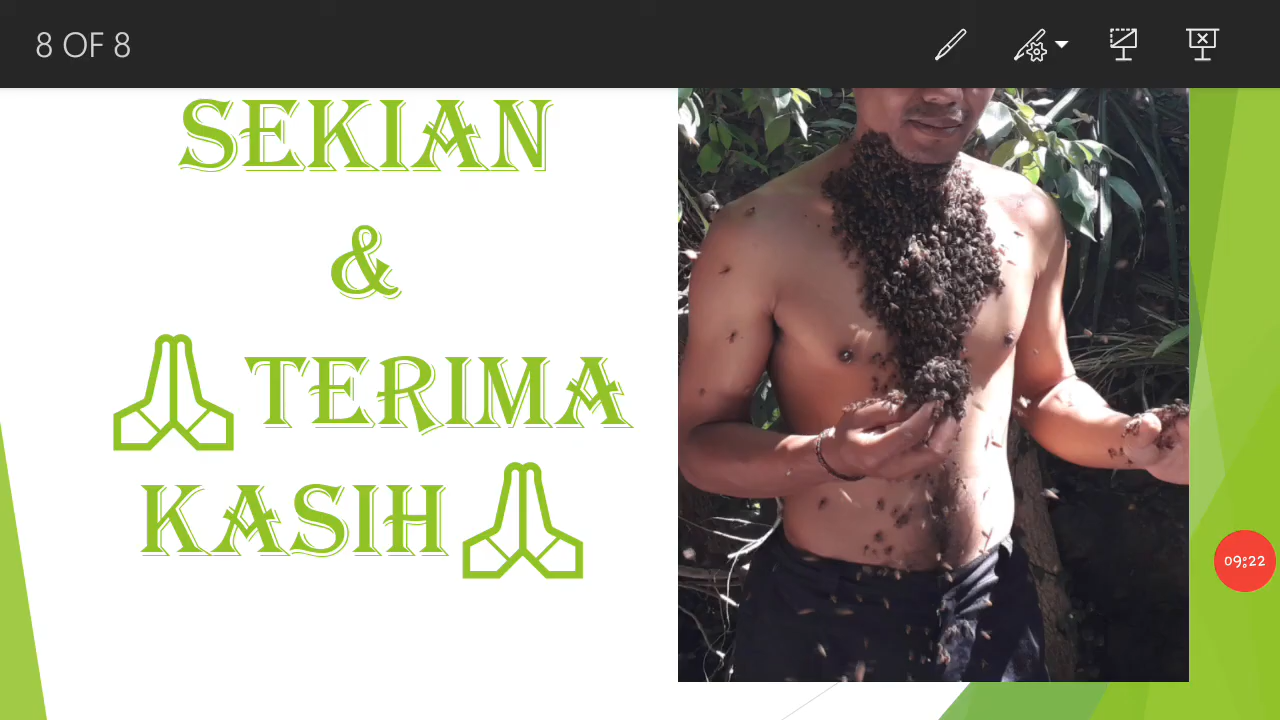 8 OF 8
SEKIAN
&
TERIMA
KASIH
09:22